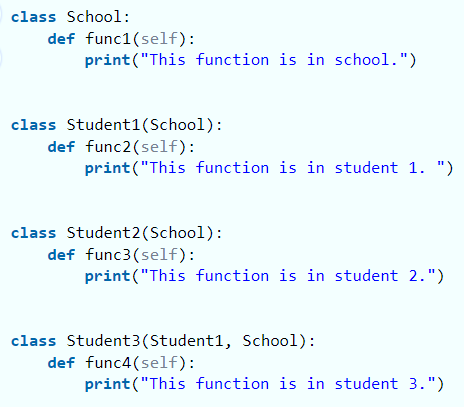 class School:
    def func1(self):
        print("This function is in school.")
class Student1(School):
    def func2(self):
        print("This function is in student 1. ")
class Student2(School):
    def func3(self):
        print("This function is in student 2.")
class Student3(Student1, School):
    def func4(self):
        print("This function is in student 3.")